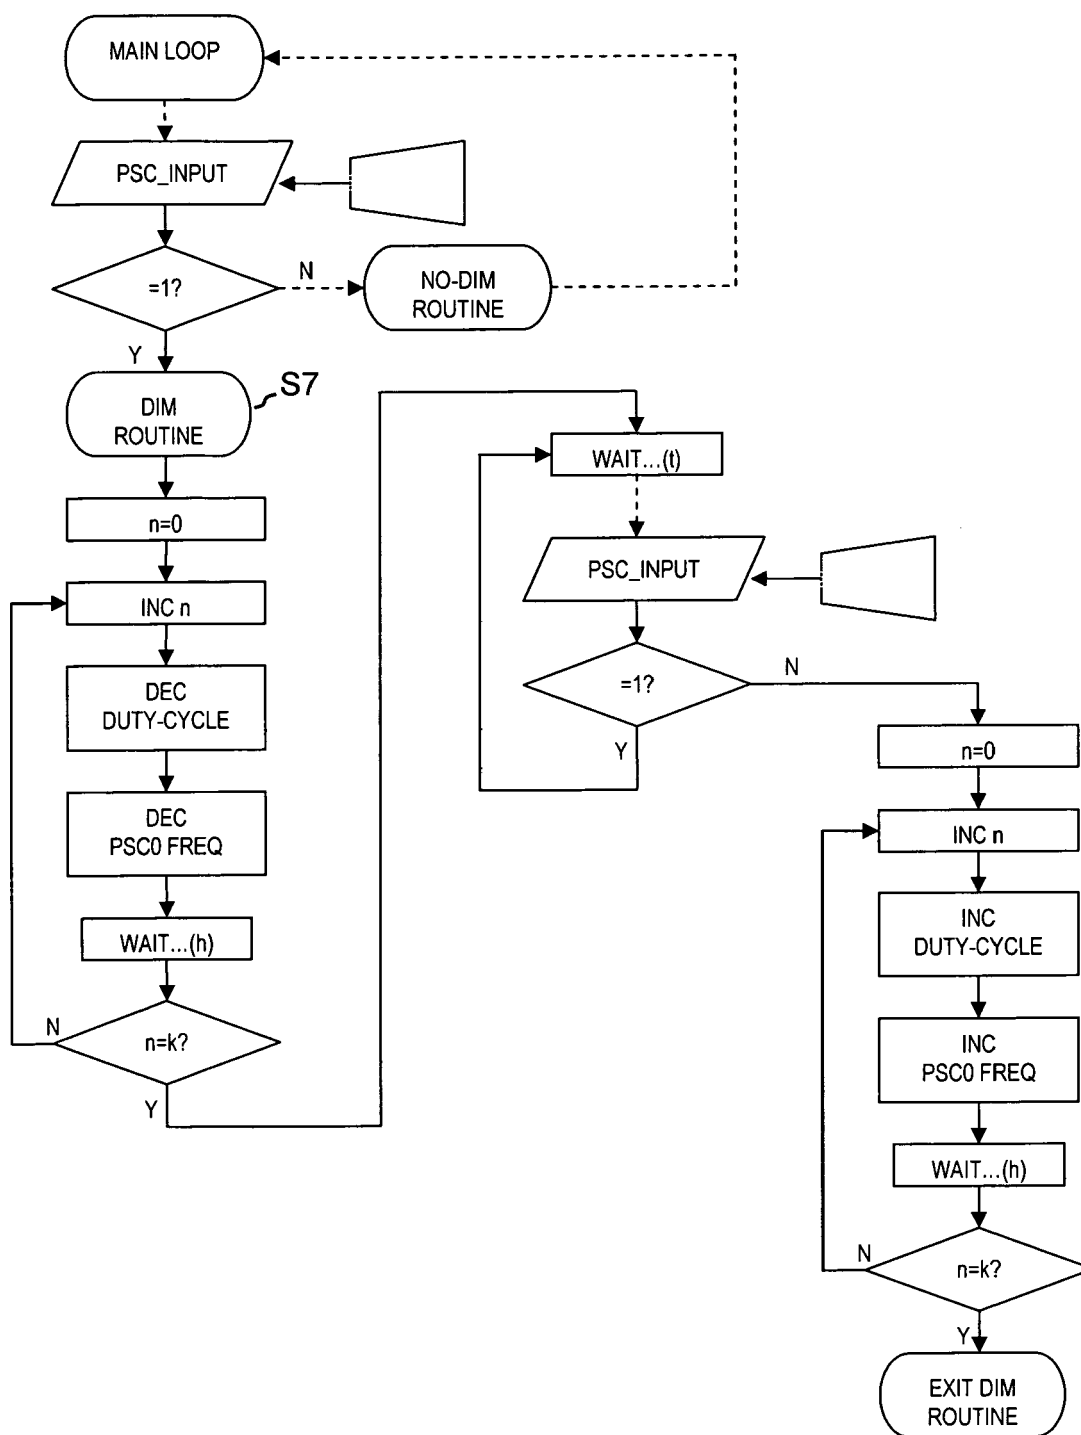 MAIN LOOP
PSC_INPUT
=1?
N
NO-DIM
ROUTINE
Y
DIM
ROUTINE
S7
n=0
INC n
DEC
DUTY-CYCLE
DEC
PSC0 FREQ
WAIT...(h)
n=k?
N
Y
WAIT...(t)
PSC_INPUT
=1?
N
Y
n=0
INC n
INC
DUTY-CYCLE
INC
PSC0 FREQ
WAIT...(h)
n=k?
N
Y
EXIT DIM
ROUTINE